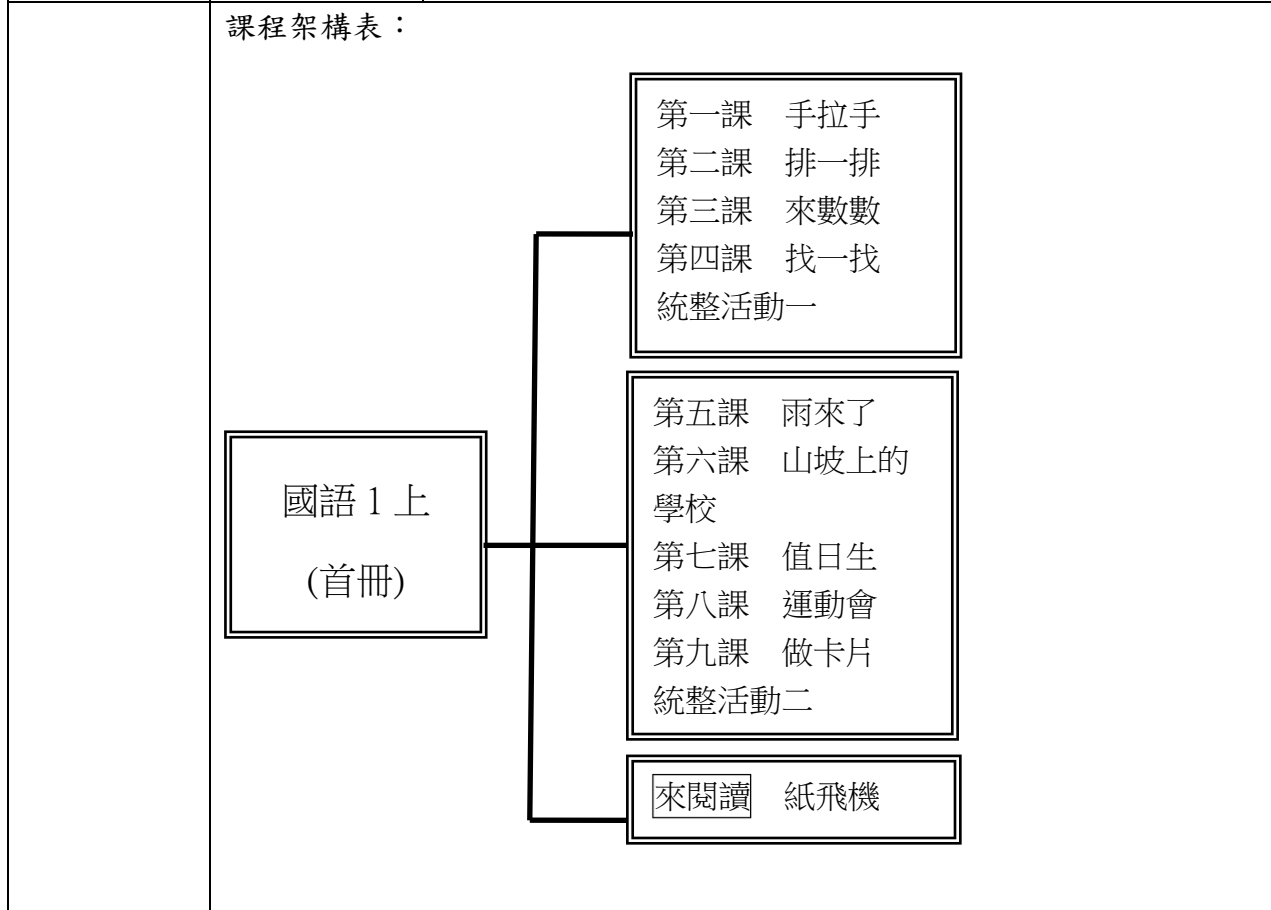 課程架構表：
第一課　手拉手
第二課　排一排
第三課　來數數
第四課　找一找
統整活動一
國語 1 上
(首冊)
第五課　雨來了
第六課　山坡上的
學校
第七課　值日生
第八課　運動會
第九課　做卡片
統整活動二
來閱讀　紙飛機